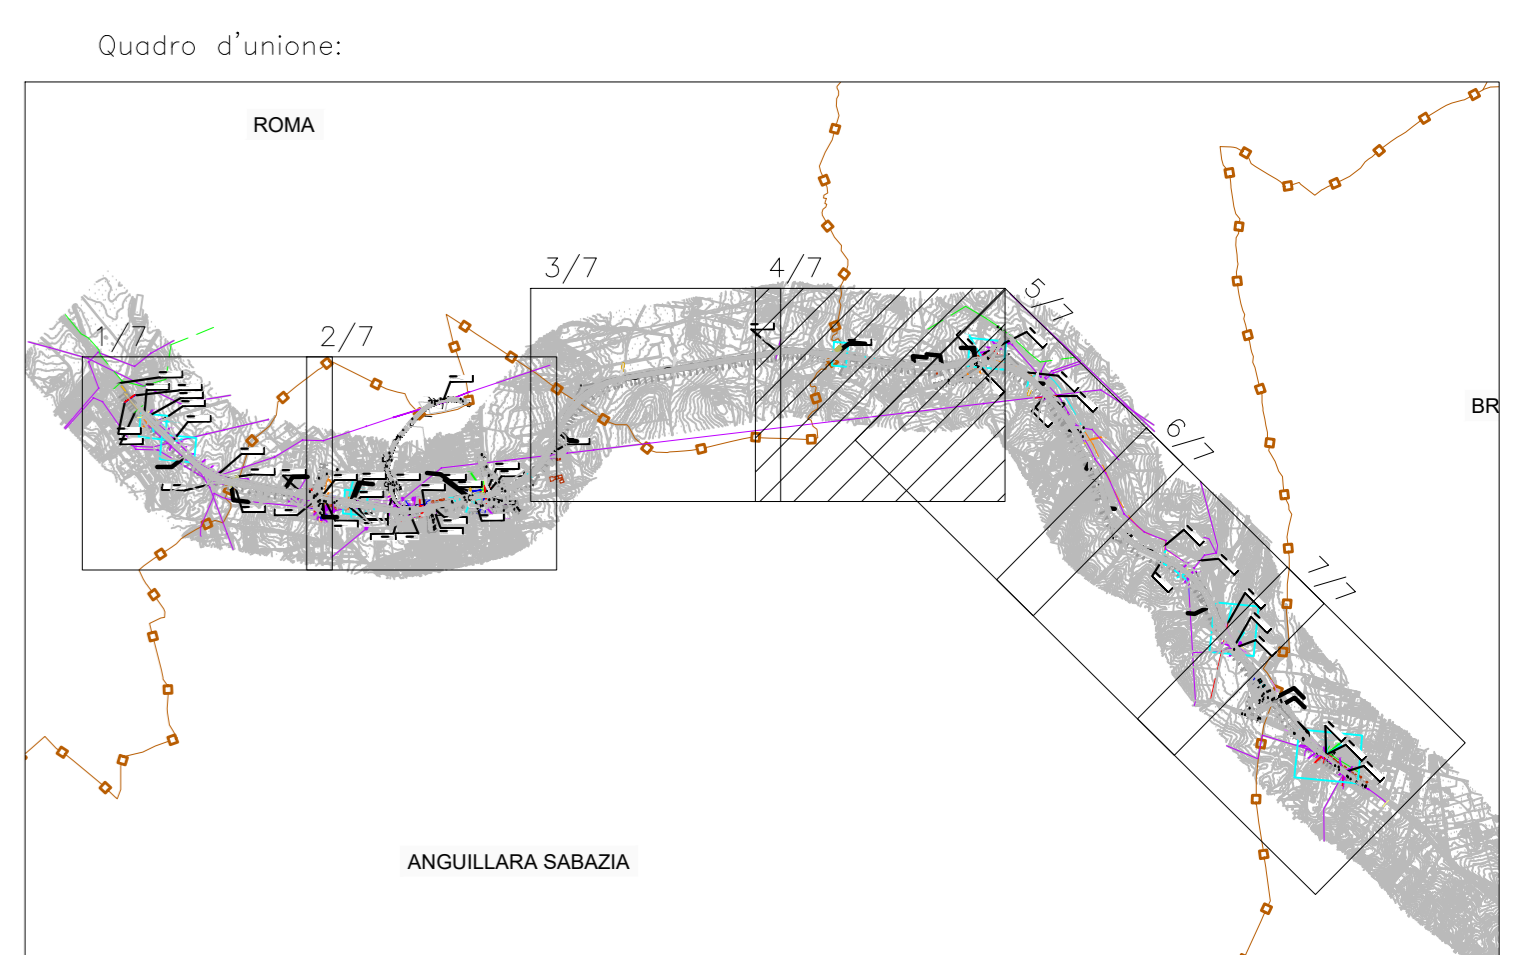 Quadro d'unione:
ROMA
3/7
4/7
5/7
1/7
2/7
BR
6/7
7/7
ANGUILLARA SABAZIA